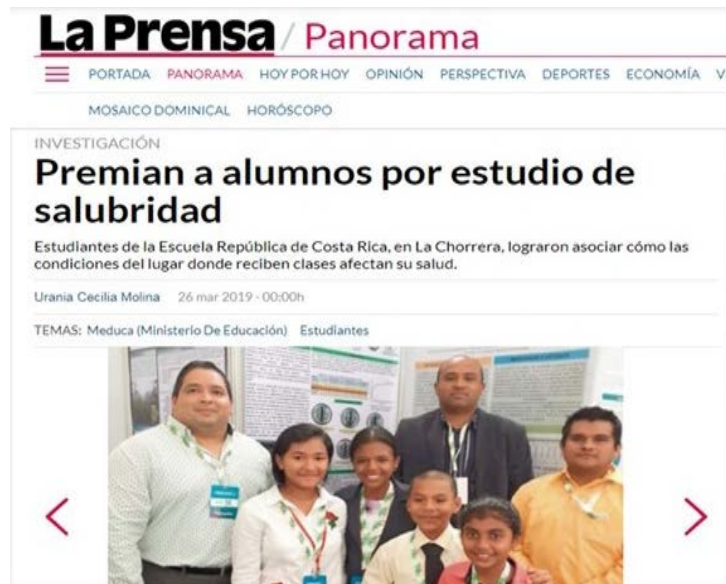 La Prensa / Panorama
PORTADA PANORAMA HOY POR HOY OPINIÓN PERSPECTIVA DEPORTES ECONOMÍA V
MOSAICO DOMINICAL HORÓSCOPO
INVESTIGACIÓN
Premian a alumnos por estudio de
salubridad
Estudiantes de la Escuela República de Costa Rica, en La Chorrera, lograron asociar cómo las
condiciones del lugar donde reciben clases afectan su salud.
Urania Cecilia Molina 26 mar 2019 - 00:00h
TEMAS: Meduca (Ministerio De Educación) Estudiantes